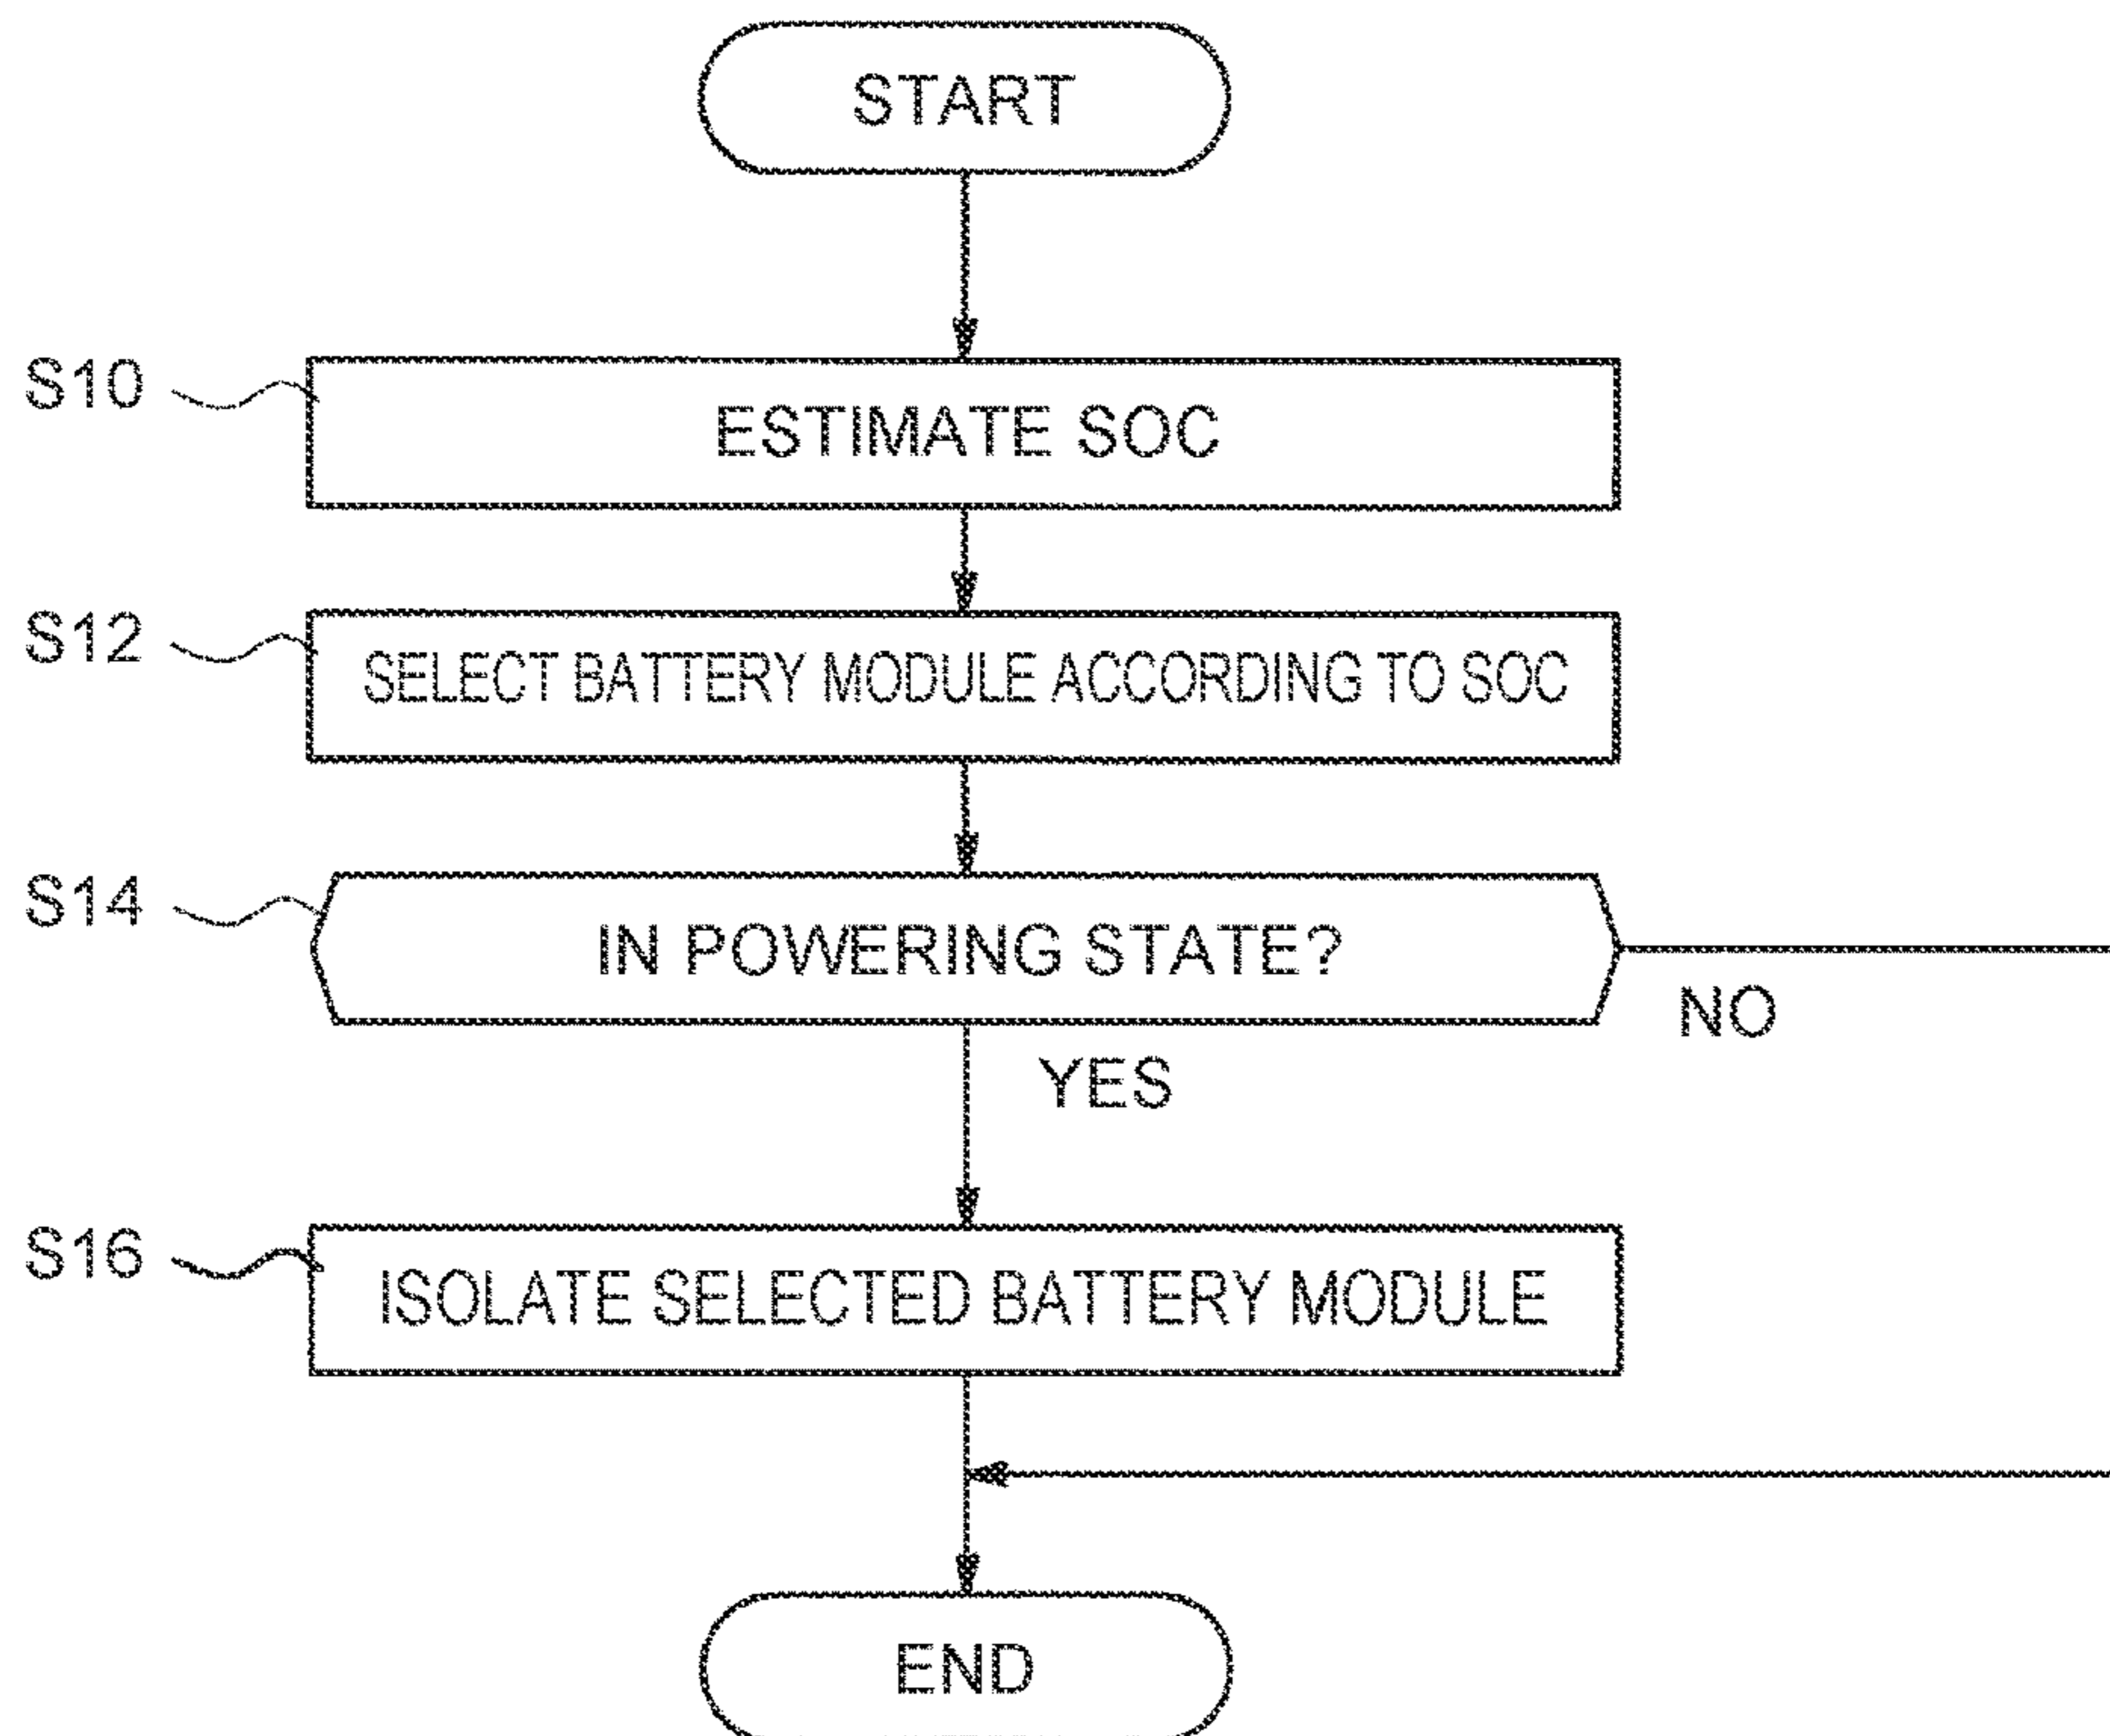 START
S10
ESTIMATE SOC
S12
SELECT BATTERY MODULE ACCORDING TO SOC
S14
IN POWERING STATE?
NO
YES
S16
ISOLATE SELECTED BATTERY MODULE
END